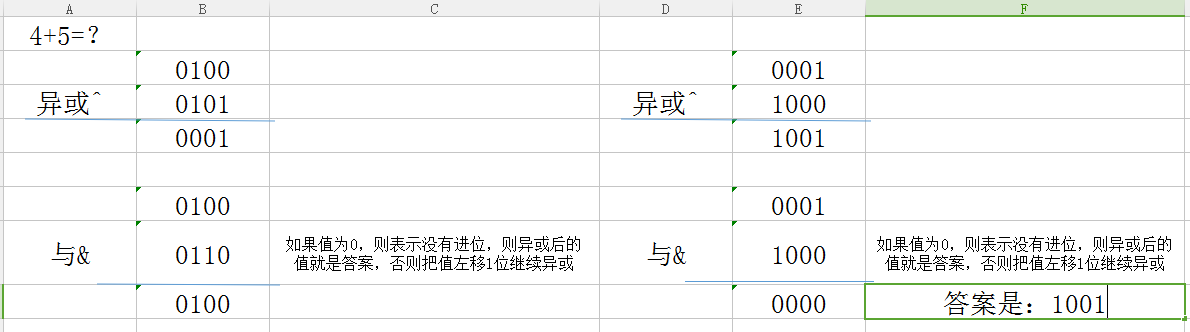 A B C D E F
4+5=?
0100 0001
异或^ 0101 异或^ 1000
0001 1001
0100 0001
与& 0110 如果值为0，则表示没有进位，则异或后的 与& 1000 如果值为0，则表示没有进位，则异或后的
值就是答案，否则把值左移1位继续异或 值就是答案，否则把值左移1位继续异或
0100 0000 答案是：1001